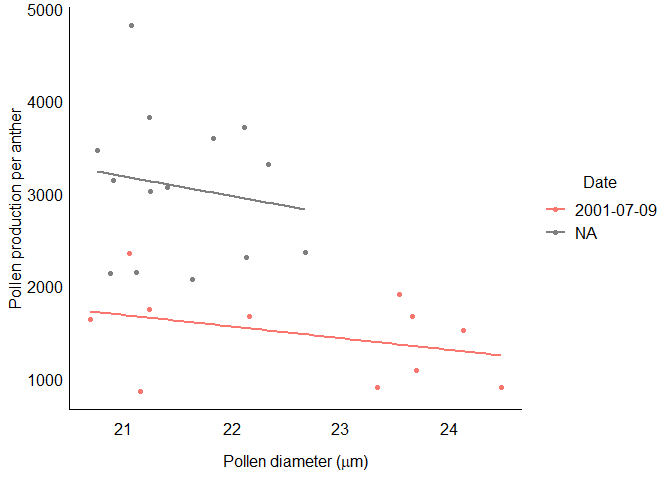 5000
4000
3000
2000
1000
Pollen production per anther
21 22 23 24
Pollen diameter (μm)
Date
2001-07-09
NA